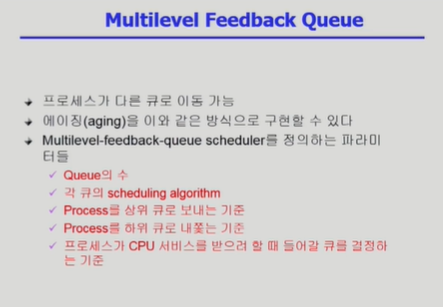 Multilevel Feedback Queue
프로세스가 다른 큐로 이동 가능
에이징(aging)을 이와 같은 방식으로 구현할 수 있다
Multilevel-feedback-queue scheduler를 정의하는 파라미
터들
Queue의 수
각 큐의 scheduling algorithm
Process를 상위 큐로 보내는 기준
Process를 하위 큐로 내쫓는 기준
프로세스가 CPU 서비스를 받으려 할 때 들어갈 큐를 결정하
는 기준